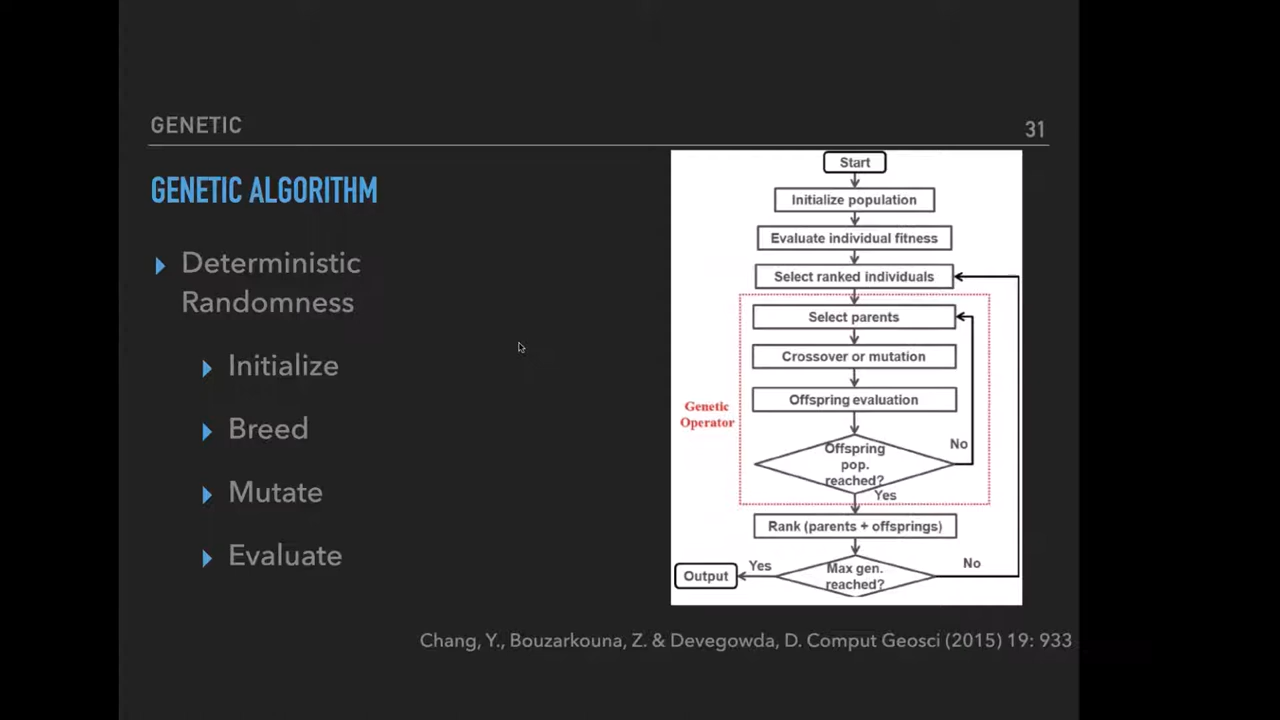 GENETIC
31
GENETIC ALGORITHM
Deterministic
Randomness
Initialize
Breed
Mutate
Evaluate
Start
Initialize population
Evaluate individual fitness
Select ranked individuals
Select parents
Crossover or mutation
Offspring evaluation
Genetic
Operator
Offspring
pop.
reached?
No
Yes
Rank (parents + offsprings)
Max gen.
reached?
Yes
No
Output
Chang, Y., Bouzarkouna, Z. & Devegowda, D. Comput Geosci (2015) 19: 933